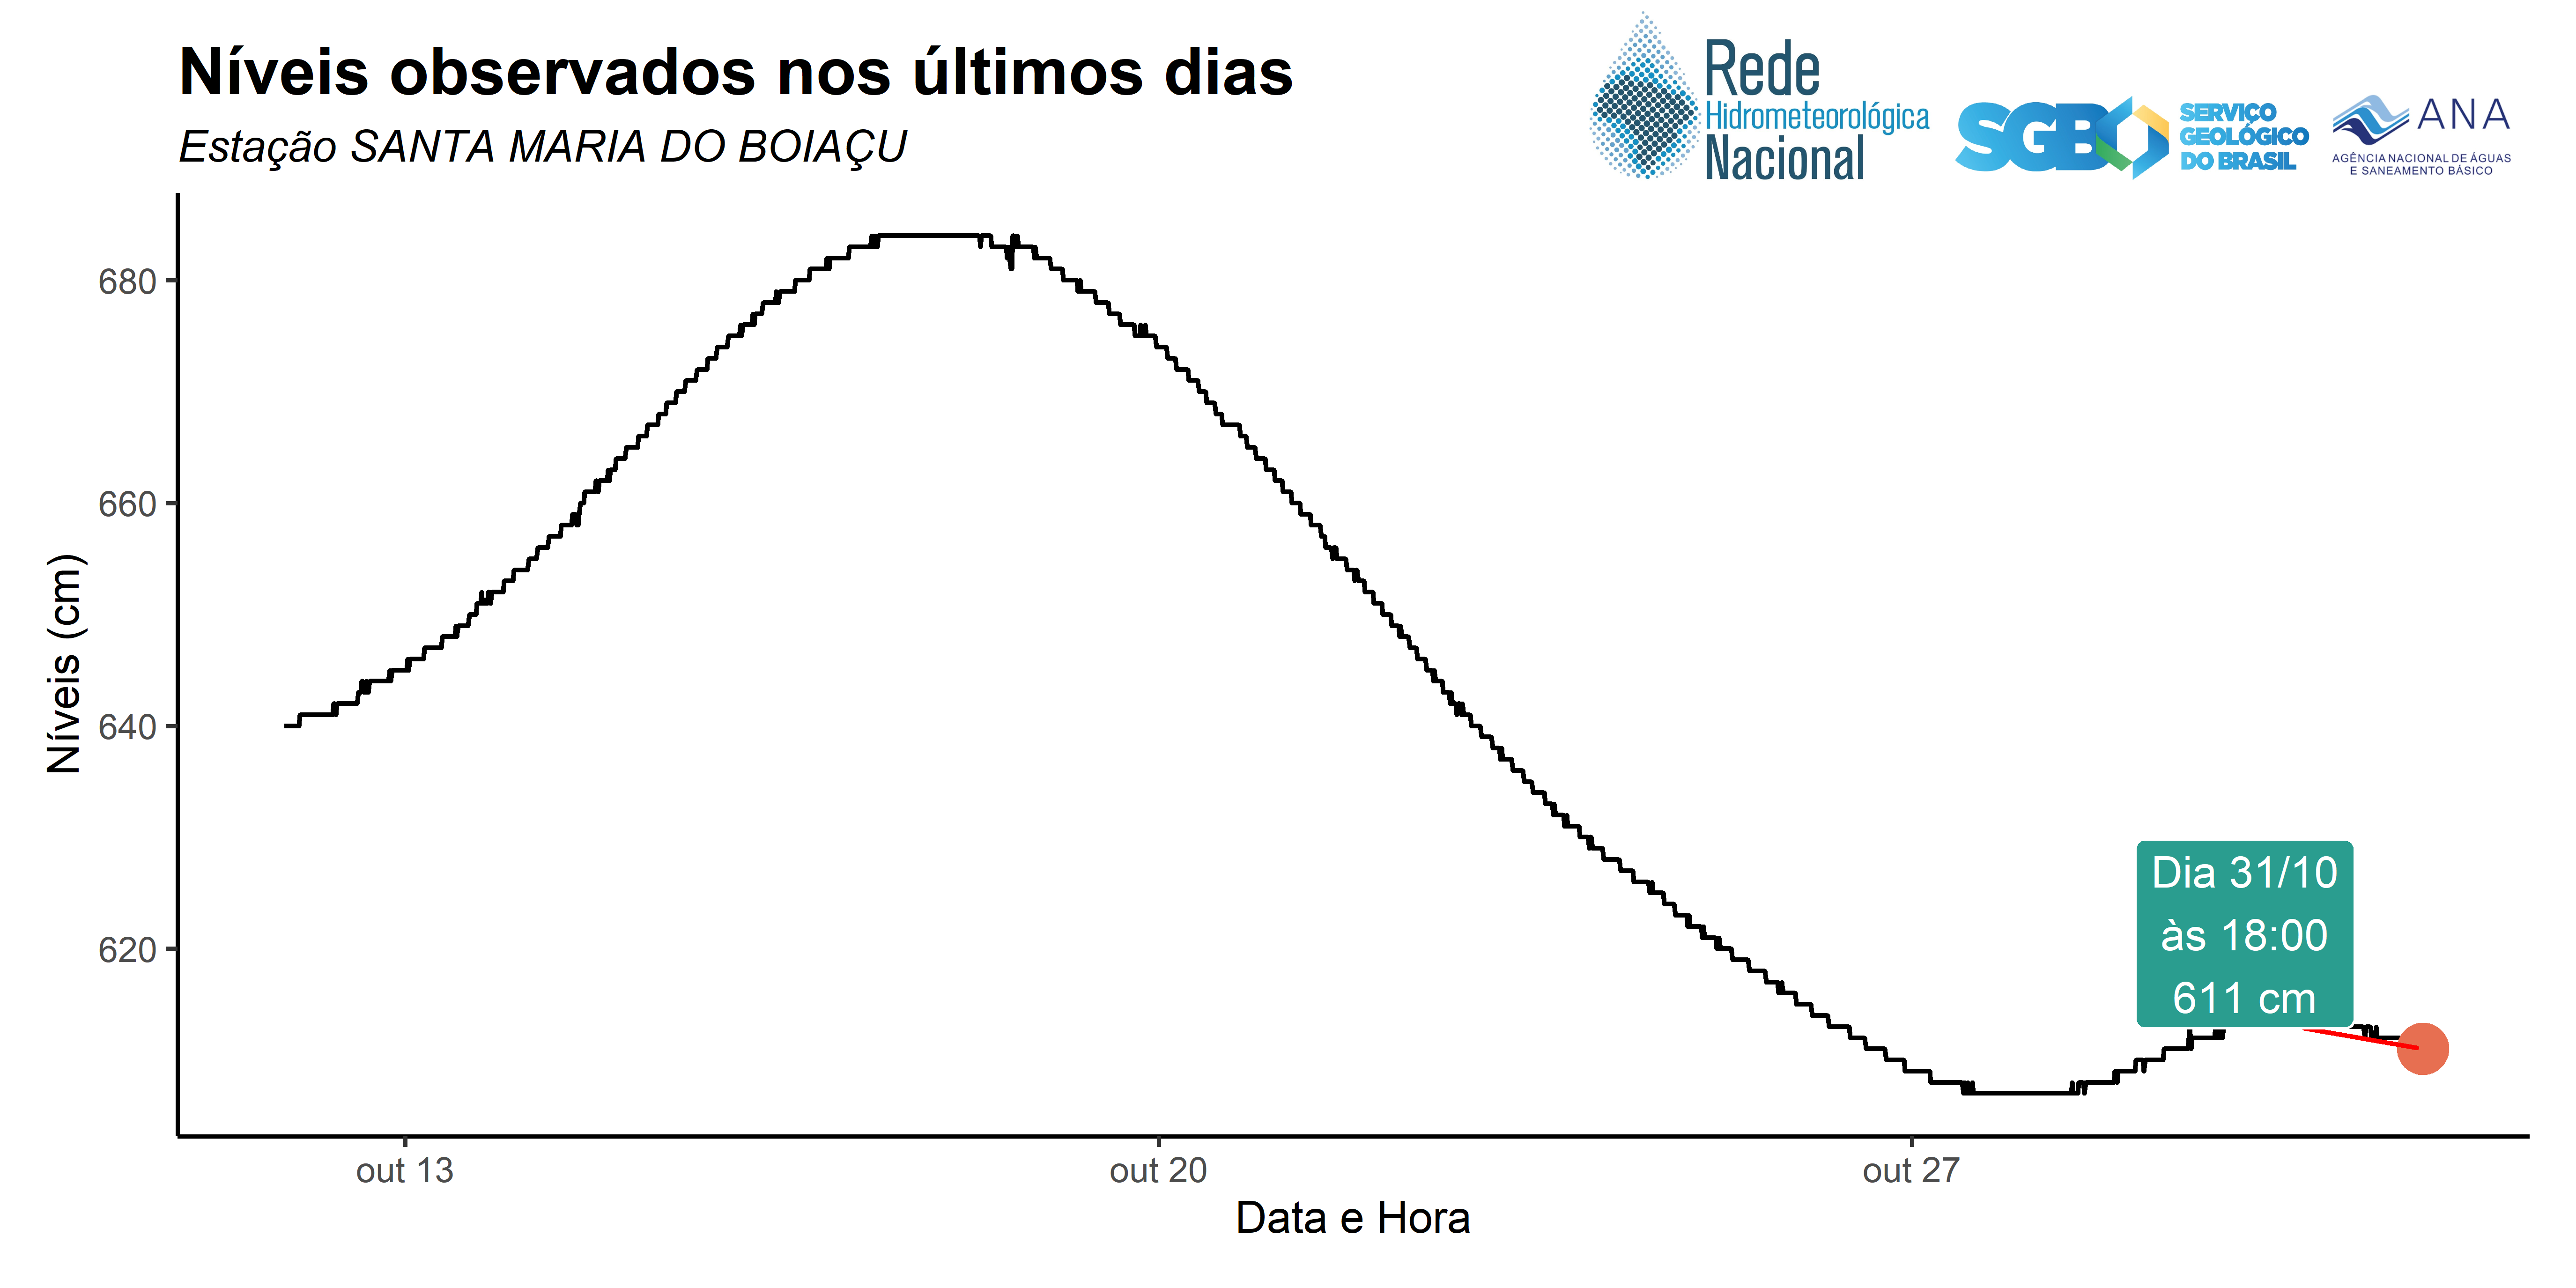 Níveis observados nos últimos dias
Estação SANTA MARIA DO BOIAÇU
Rede
Hidrometeorológica
Nacional
SGB
SERVIÇO
GEOLÓGICO
DO BRASIL
ANA
AGÊNCIA NACIONAL DE ÁGUAS
E SANEAMENTO BÁSICO
Níveis (cm)
680
660
640
620
Dia 31/10
às 18:00
611 cm
out 13
out 20
out 27
Data e Hora